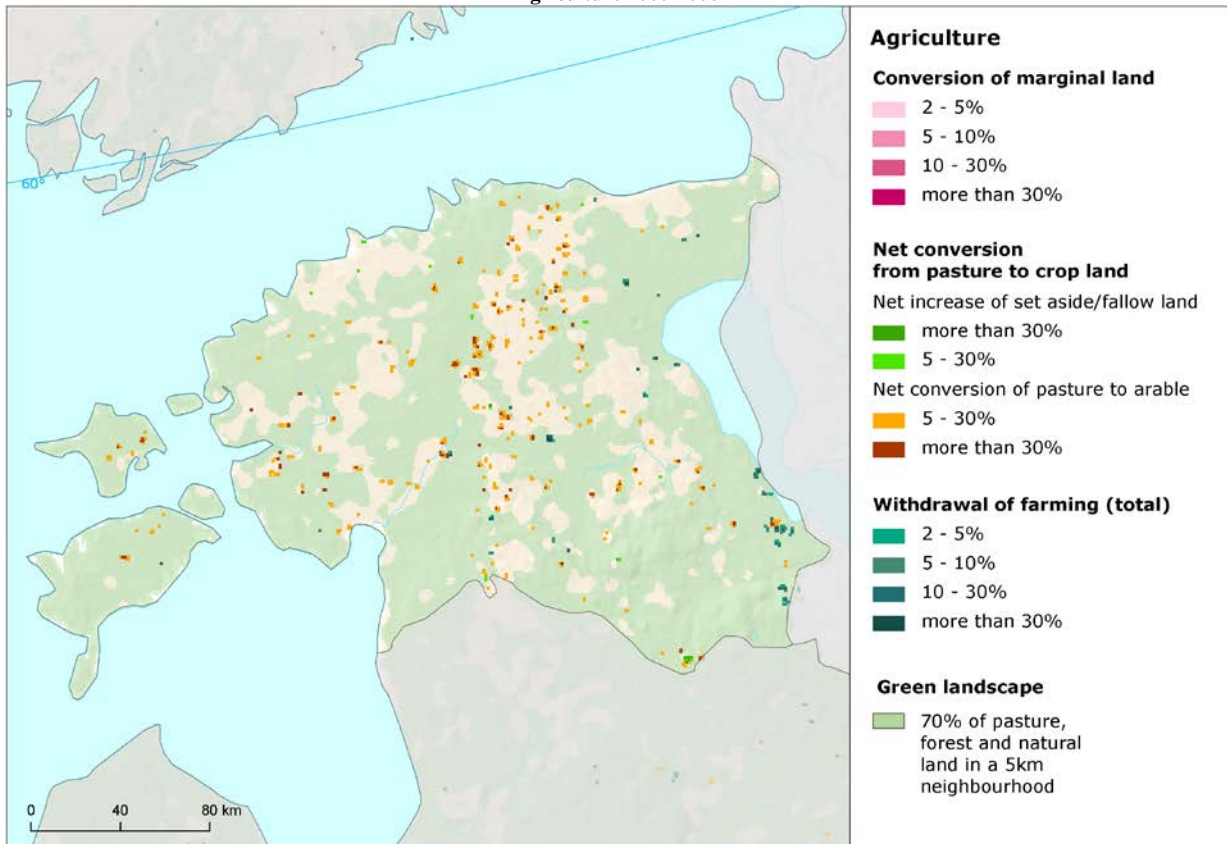 60°
0 40 80 km
Agriculture
Conversion of marginal land
2 - 5%
5 - 10%
10 - 30%
more than 30%
Net conversion
from pasture to crop land
Net increase of set aside/fallow land
more than 30%
5 - 30%
Net conversion of pasture to arable
5 - 30%
more than 30%
Withdrawal of farming (total)
2 - 5%
5 - 10%
10 - 30%
more than 30%
Green landscape
70% of pasture,
forest and natural
land in a 5km
neighbourhood